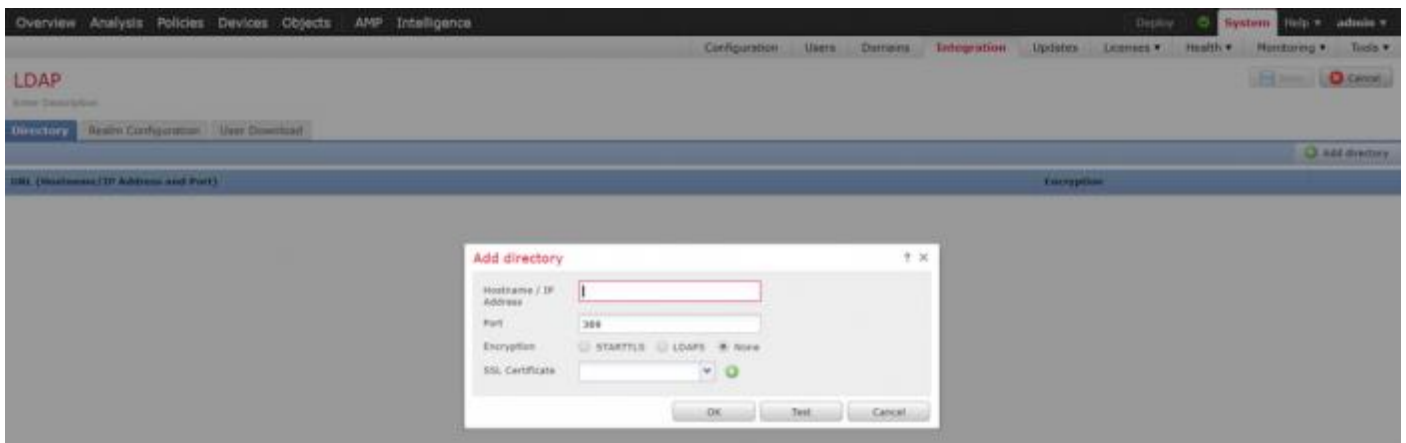 Overview Analysis Policies Devices Objects AMP Intelligence Deploy System Help admin
Configuration Users Domains Integration Updates Licenses Health Monitoring Tools
LDAP
Save Cancel
Enter Description
Directory Realm Configuration User Download
Add directory
URL (Hostname/IP Address and Port) Encryption
Add directory ? ×
Hostname / IP
Address
Port 389
Encryption STARTTLS LDAPS None
SSL Certificate
OK Test Cancel